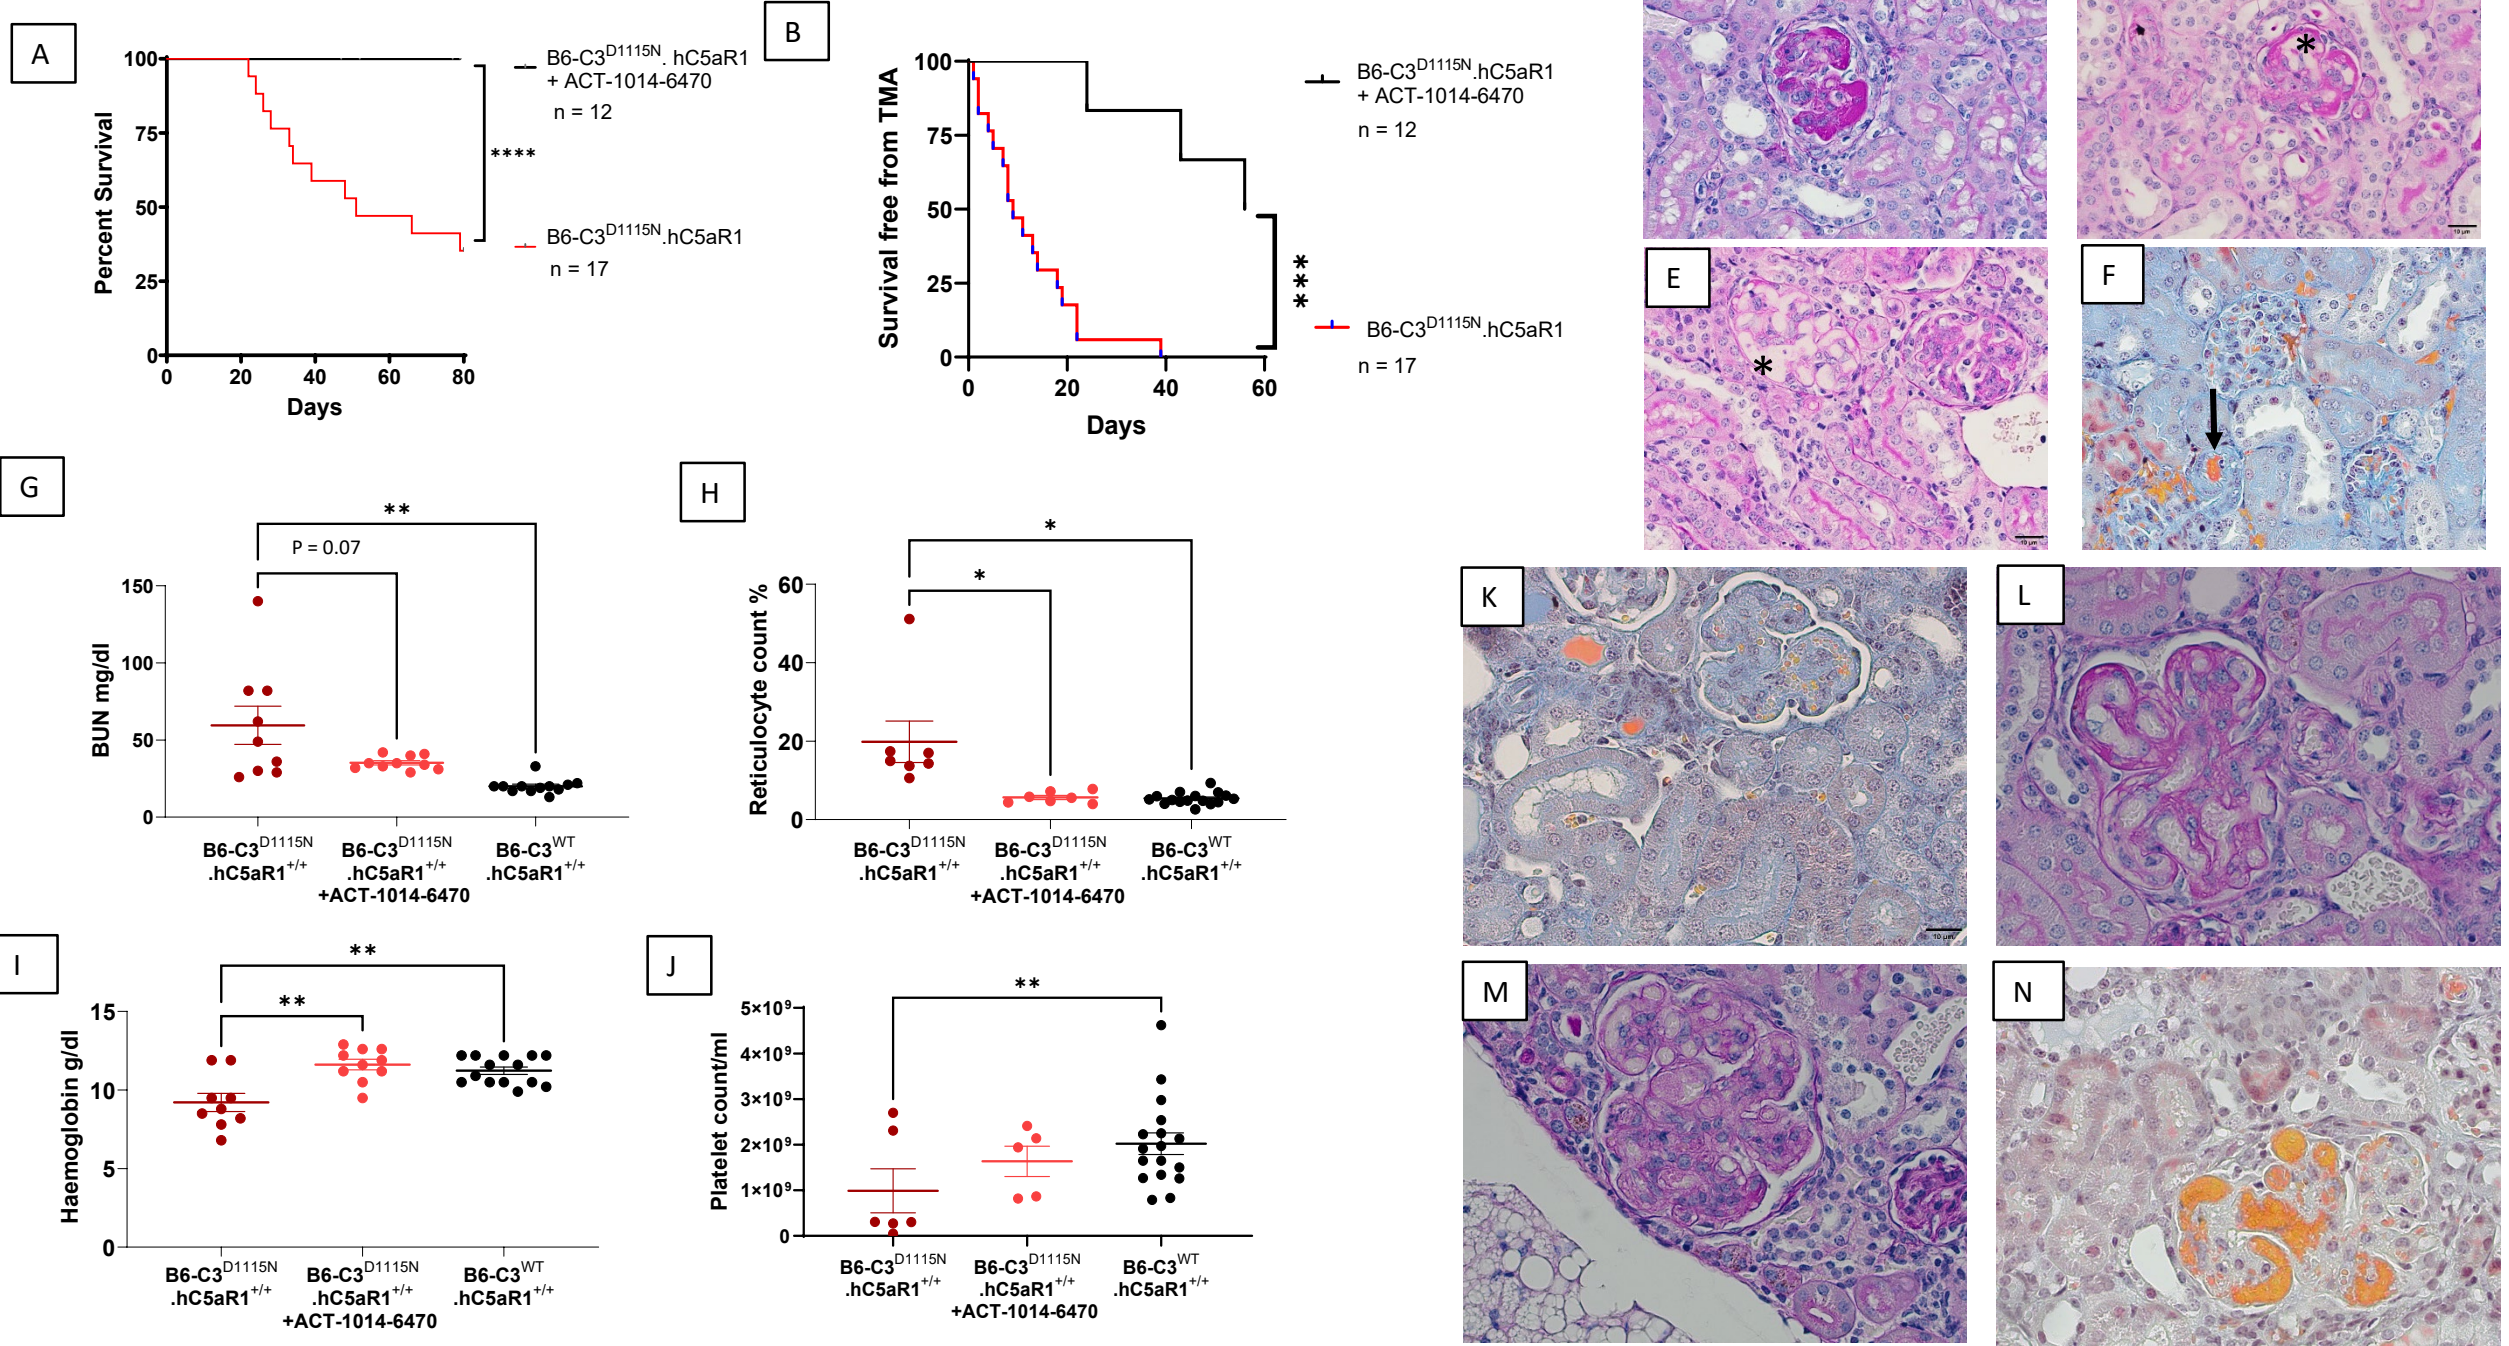 A
100
75
50
25
0
0 20 40 60 80
Percent Survival
Days
B6-C3D1115N. hC5aR1
+ ACT-1014-6470
n = 12
****
B6-C3D1115N.hC5aR1
n = 17
B
100
75
50
25
0
0 20 40 60
Survival free from TMA
Days
B6-C3D1115N.hC5aR1
+ ACT-1014-6470
n = 12
***
B6-C3D1115N.hC5aR1
n = 17
*
10 µm
E
*
10 µm
F
G
**
P = 0.07
150
100
50
0
BUN mg/dl
B6-C3D1115N
.hC5aR1+/+
B6-C3D1115N
.hC5aR1+/+
+ACT-1014-6470
B6-C3WT
.hC5aR1+/+
H
*
*
60
40
20
0
Reticulocyte count %
B6-C3D1115N
.hC5aR1+/+
B6-C3D1115N
.hC5aR1+/+
+ACT-1014-6470
B6-C3WT
.hC5aR1+/+
I
**
**
15
10
5
0
Haemoglobin g/dl
B6-C3D1115N
.hC5aR1+/+
B6-C3D1115N
.hC5aR1+/+
+ACT-1014-6470
B6-C3WT
.hC5aR1+/+
J
**
5×10⁹
4×10⁹
3×10⁹
2×10⁹
1×10⁹
0
Platelet count/ml
B6-C3D1115N
.hC5aR1+/+
B6-C3D1115N
.hC5aR1+/+
+ACT-1014-6470
B6-C3WT
.hC5aR1+/+
K
10 µm
L
M
N